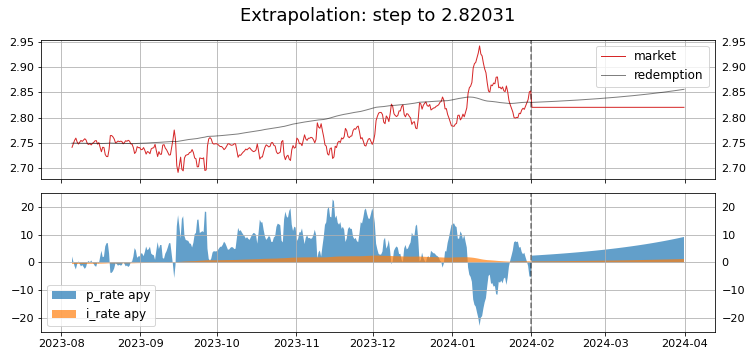 Extrapolation: step to 2.82031
2.95 2.95
market
2.90 2.90
redemption
2.85 2.85
2.80 2.80
2.75 2.75
2.70 2.70
20 20
10 10
0 0
−10 −10
p_rate apy
i_rate apy
−20 −20
2023-08 2023-09 2023-10 2023-11 2023-12 2024-01 2024-02 2024-03 2024-04